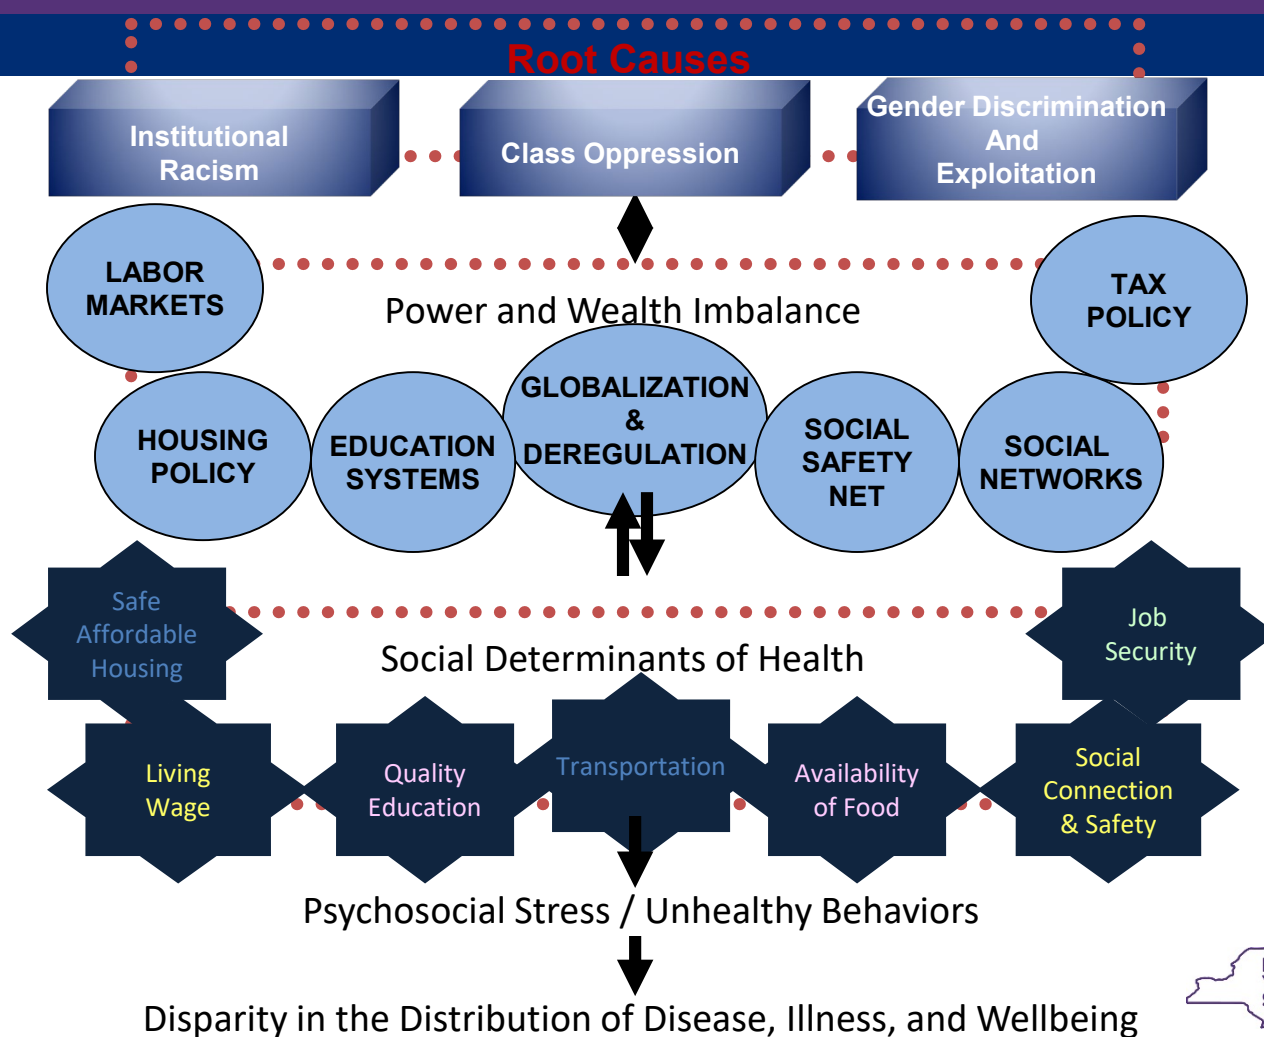 Root Causes
Institutional
Racism
Class Oppression
Gender Discrimination
And
Exploitation
LABOR
MARKETS
TAX
POLICY
Power and Wealth Imbalance
HOUSING
POLICY
EDUCATION
SYSTEMS
GLOBALIZATION
&
DEREGULATION
SOCIAL
SAFETY
NET
SOCIAL
NETWORKS
Safe
Affordable
Housing
Job
Security
Social Determinants of Health
Living
Wage
Quality
Education
Transportation
Availability
of Food
Social
Connection
& Safety
Psychosocial Stress / Unhealthy Behaviors
Disparity in the Distribution of Disease, Illness, and Wellbeing